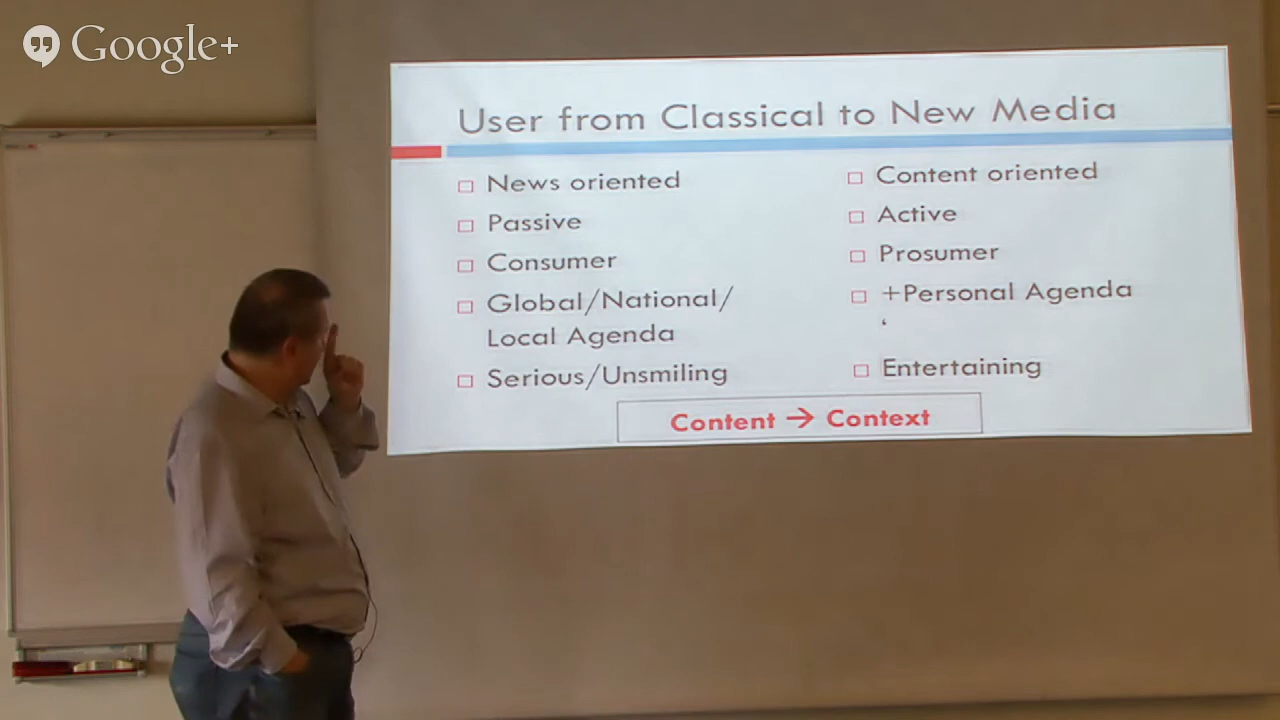 Google+
User from Classical to New Media
News oriented
Passive
Consumer
Global/National/
Local Agenda
Serious/Unsmiling
Content oriented
Active
Prosumer
+Personal Agenda
‘
Entertaining
Content → Context